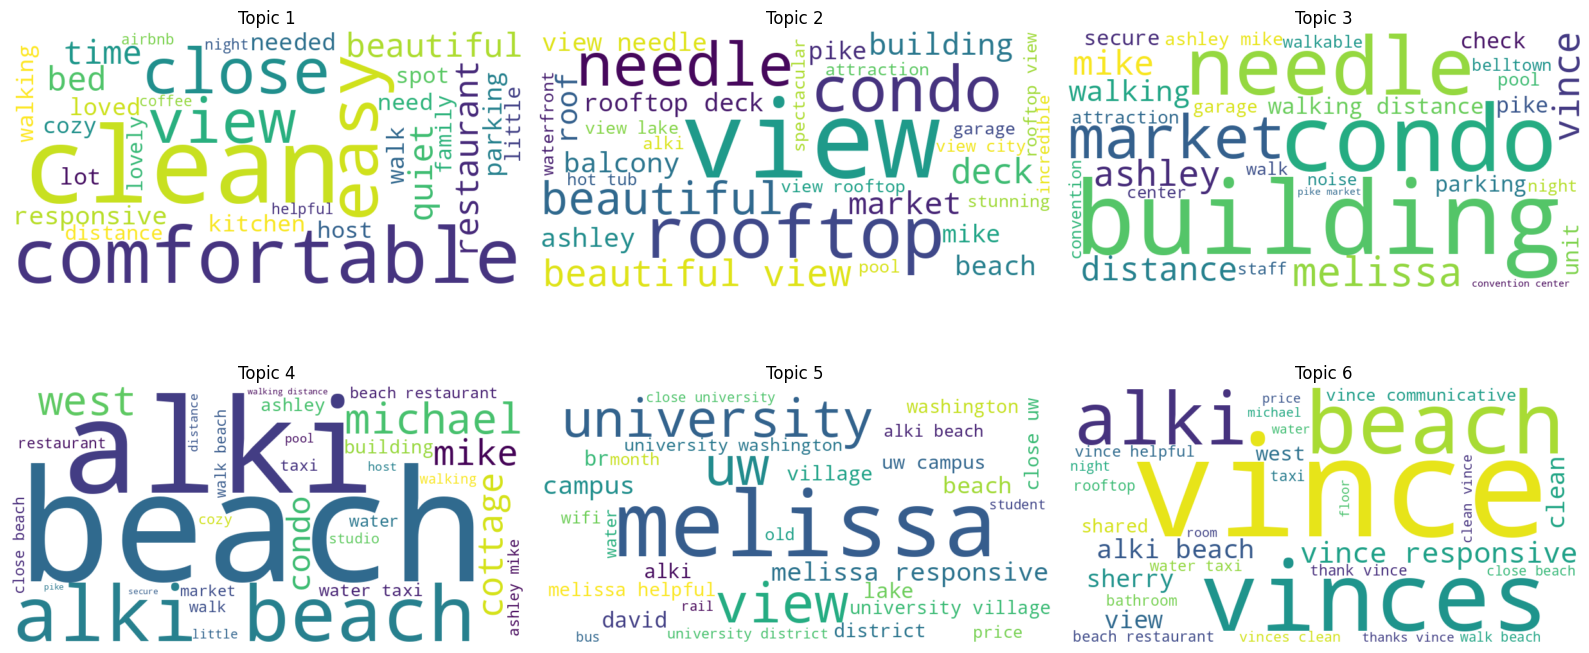 Topic 1
airbnb
time
night
needed
beautiful
close
bed
spot
walking
loved
coffee
need
view
cozy
lovely
easy
quiet
family
restaurant
parking
little
clean
walk
lot
responsive
helpful
distance
kitchen
host
comfortable
Topic 2
view needle
needle
pike
building
attraction
spectacular
rooftop view
roof
rooftop deck
condo
waterfront
view lake
garage
alki
view
view city
incredible
balcony
deck
hot tub
view rooftop
beautiful
market
stunning
ashley
rooftop
mike
beautiful view
pool
beach
Topic 3
secure
ashley mike
walkable
check
vince
mike
needle
belltown
pool
walking
garage
walking distance
pike
attraction
market
condo
ashley
walk
noise
parking
night
center
pike market
convention
building
unit
distance
staff
melissa
convention center
Topic 4
walking distance
beach restaurant
west
alki
distance
ashley
michael
restaurant
walk beach
pool
building
mike
taxi
host
walking
beach
close beach
cozy
condo
water
studio
cottage
pike
secure
market
water taxi
walk
alki beach
little
ashley mike
Topic 5
close university
university
washington
close uw
university washington
alki beach
br
month
uw
village
uw campus
campus
beach
melissa
student
wifi
water
old
alki
melissa responsive
melissa helpful
lake
rail
view
university village
david
bus
university district
district
price
Topic 6
alki
price
vince communicative
michael
beach
water
vince helpful
west
night
taxi
rooftop
vince
floor
clean vince
clean
shared
room
alki beach
vince responsive
water taxi
thank vince
close beach
sherry
bathroom
vinces
view
beach restaurant
vinces clean
thanks vince
walk beach